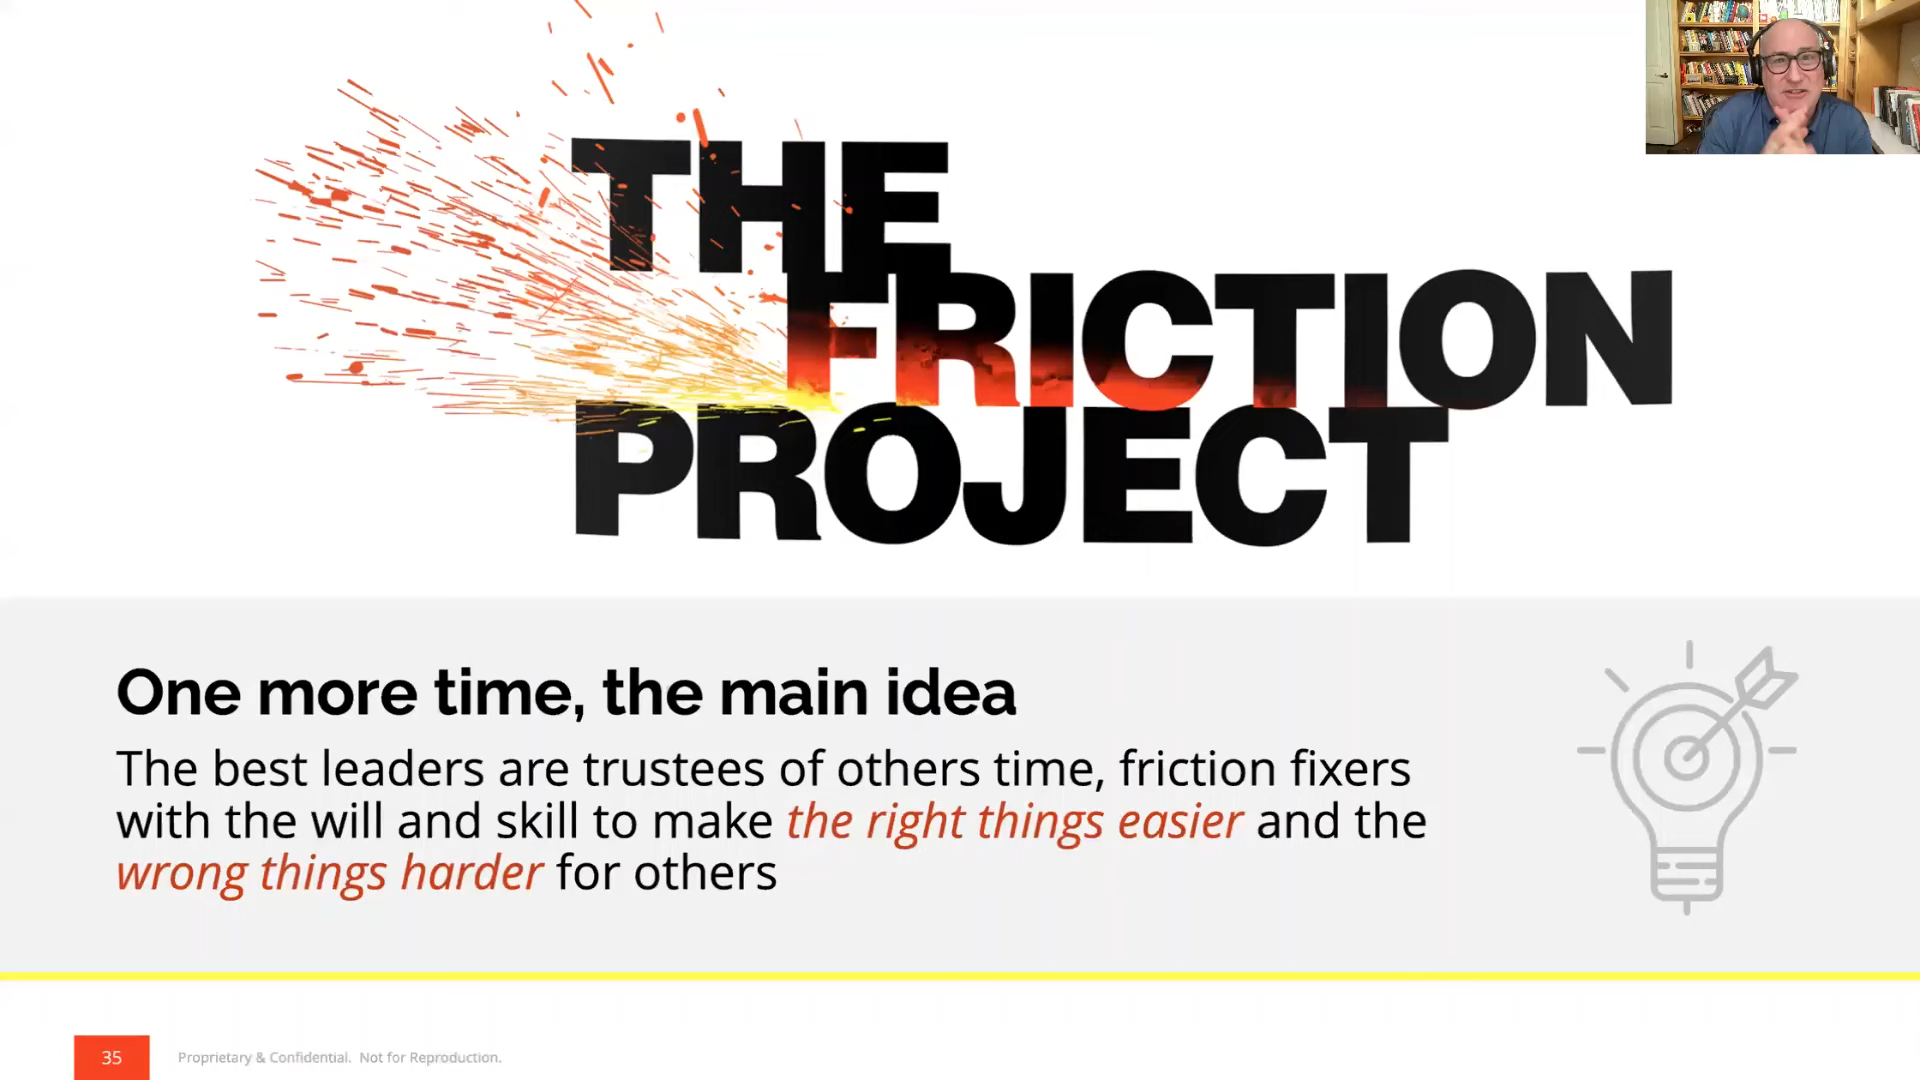 THE
FRICTION
PROJECT
One more time, the main idea
The best leaders are trustees of others time, friction fixers
with the will and skill to make the right things easier and the
wrong things harder for others
35
Proprietary & Confidential. Not for Reproduction.